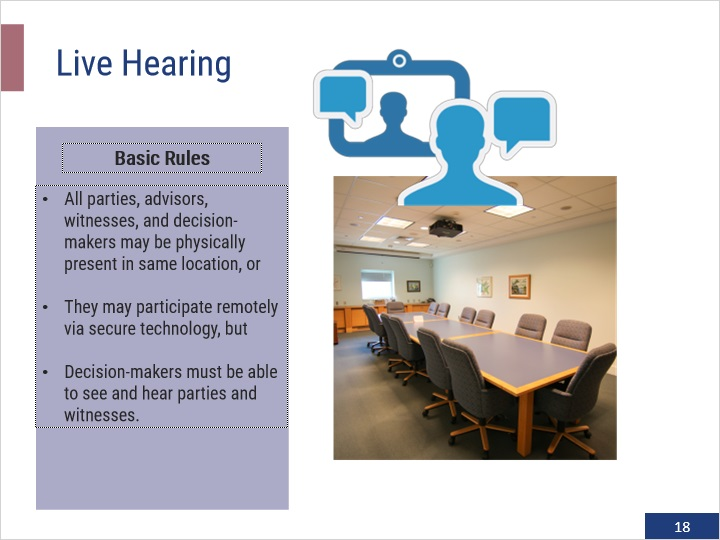 Live Hearing
Basic Rules
• All parties, advisors,
witnesses, and decision-
makers may be physically
present in same location, or
• They may participate remotely
via secure technology, but
• Decision-makers must be able
to see and hear parties and
witnesses.
18